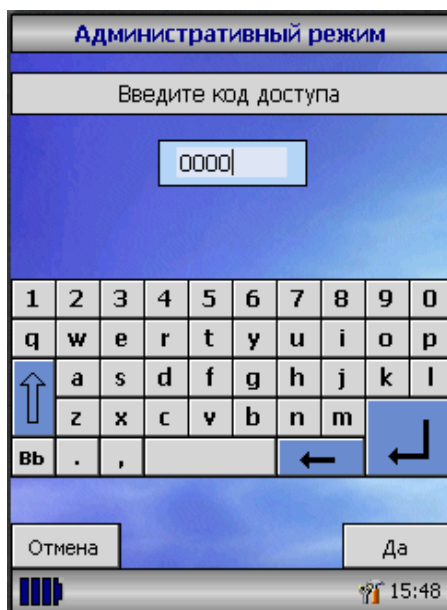 Административный режим
Введите код доступа
0000
1 2 3 4 5 6 7 8 9 0
q w e r t y u i o p
a s d f g h j k l
z x c v b n m
ВЬ . ,
Отмена Да
15:48